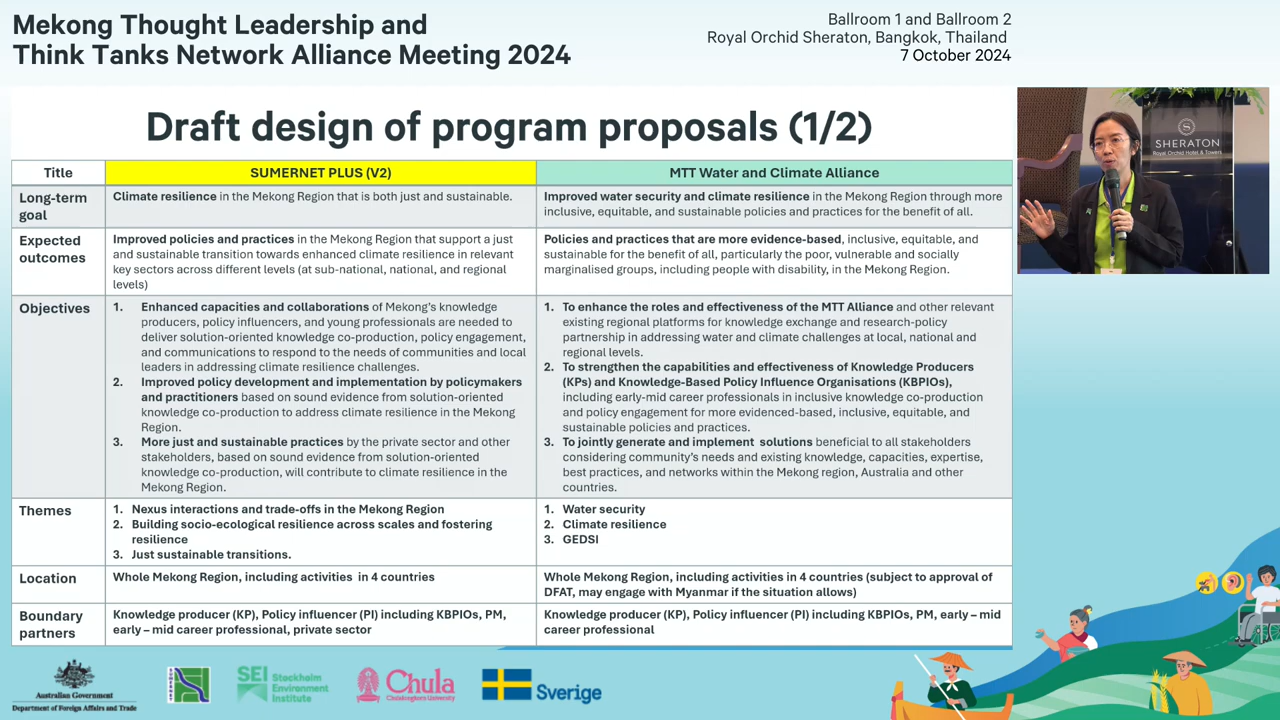 Mekong Thought Leadership and
Think Tanks Network Alliance Meeting 2024
Ballroom 1 and Ballroom 2
Royal Orchid Sheraton, Bangkok, Thailand
7 October 2024
Draft design of program proposals (1/2)
Title
SUMERNET PLUS (V2)
MTT Water and Climate Alliance
Long-term
goal
Climate resilience in the Mekong Region that is both just and sustainable.
Improved water security and climate resilience in the Mekong Region through more
inclusive, equitable, and sustainable policies and practices for the benefit of all.
Expected
outcomes
Improved policies and practices in the Mekong Region that support a just
and sustainable transition towards enhanced climate resilience in relevant
key sectors across different levels (at sub-national, national, and regional
levels)
Policies and practices that are more evidence-based, inclusive, equitable, and
sustainable for the benefit of all, particularly the poor, vulnerable and socially
marginalised groups, including people with disability, in the Mekong Region.
Objectives
1. Enhanced capacities and collaborations of Mekong's knowledge
producers, policy influencers, and young professionals are needed to
deliver solution-oriented knowledge co-production, policy engagement,
and communications to respond to the needs of communities and local
leaders in addressing climate resilience challenges.
2. Improved policy development and implementation by policymakers
and practitioners based on sound evidence from solution-oriented
knowledge co-production to address climate resilience in the Mekong
Region.
3. More just and sustainable practices by the private sector and other
stakeholders, based on sound evidence from solution-oriented
knowledge co-production, will contribute to climate resilience in the
Mekong Region.
1. To enhance the roles and effectiveness of the MTT Alliance and other relevant
existing regional platforms for knowledge exchange and research-policy
partnership in addressing water and climate challenges at local, national and
regional levels.
2. To strengthen the capabilities and effectiveness of Knowledge Producers
(KPs) and Knowledge-Based Policy Influence Organisations (KBPIOs),
including early-mid career professionals in inclusive knowledge co-production
and policy engagement for more evidenced-based, inclusive, equitable, and
sustainable policies and practices.
3. To jointly generate and implement solutions beneficial to all stakeholders
considering community's needs and existing knowledge, capacities, expertise,
best practices, and networks within the Mekong region, Australia and other
countries.
Themes
1. Nexus interactions and trade-offs in the Mekong Region
2. Building socio-ecological resilience across scales and fostering
resilience
3. Just sustainable transitions.
1. Water security
2. Climate resilience
3. GEDSI
Location
Whole Mekong Region, including activities in 4 countries
Whole Mekong Region, including activities in 4 countries (subject to approval of
DFAT, may engage with Myanmar if the situation allows)
Boundary
partners
Knowledge producer (KP), Policy influencer (PI) including KBPIOs, PM,
early – mid career professional, private sector
Knowledge producer (KP), Policy influencer (PI) including KBPIOs, PM, early – mid
career professional
SHERATON
Royal Orchid Hotel & Towers
Australian Government
Department of Foreign Affairs and Trade
SUMERNET
SEI Stockholm
Environment
Institute
Chula
Chulalongkorn University
Sverige